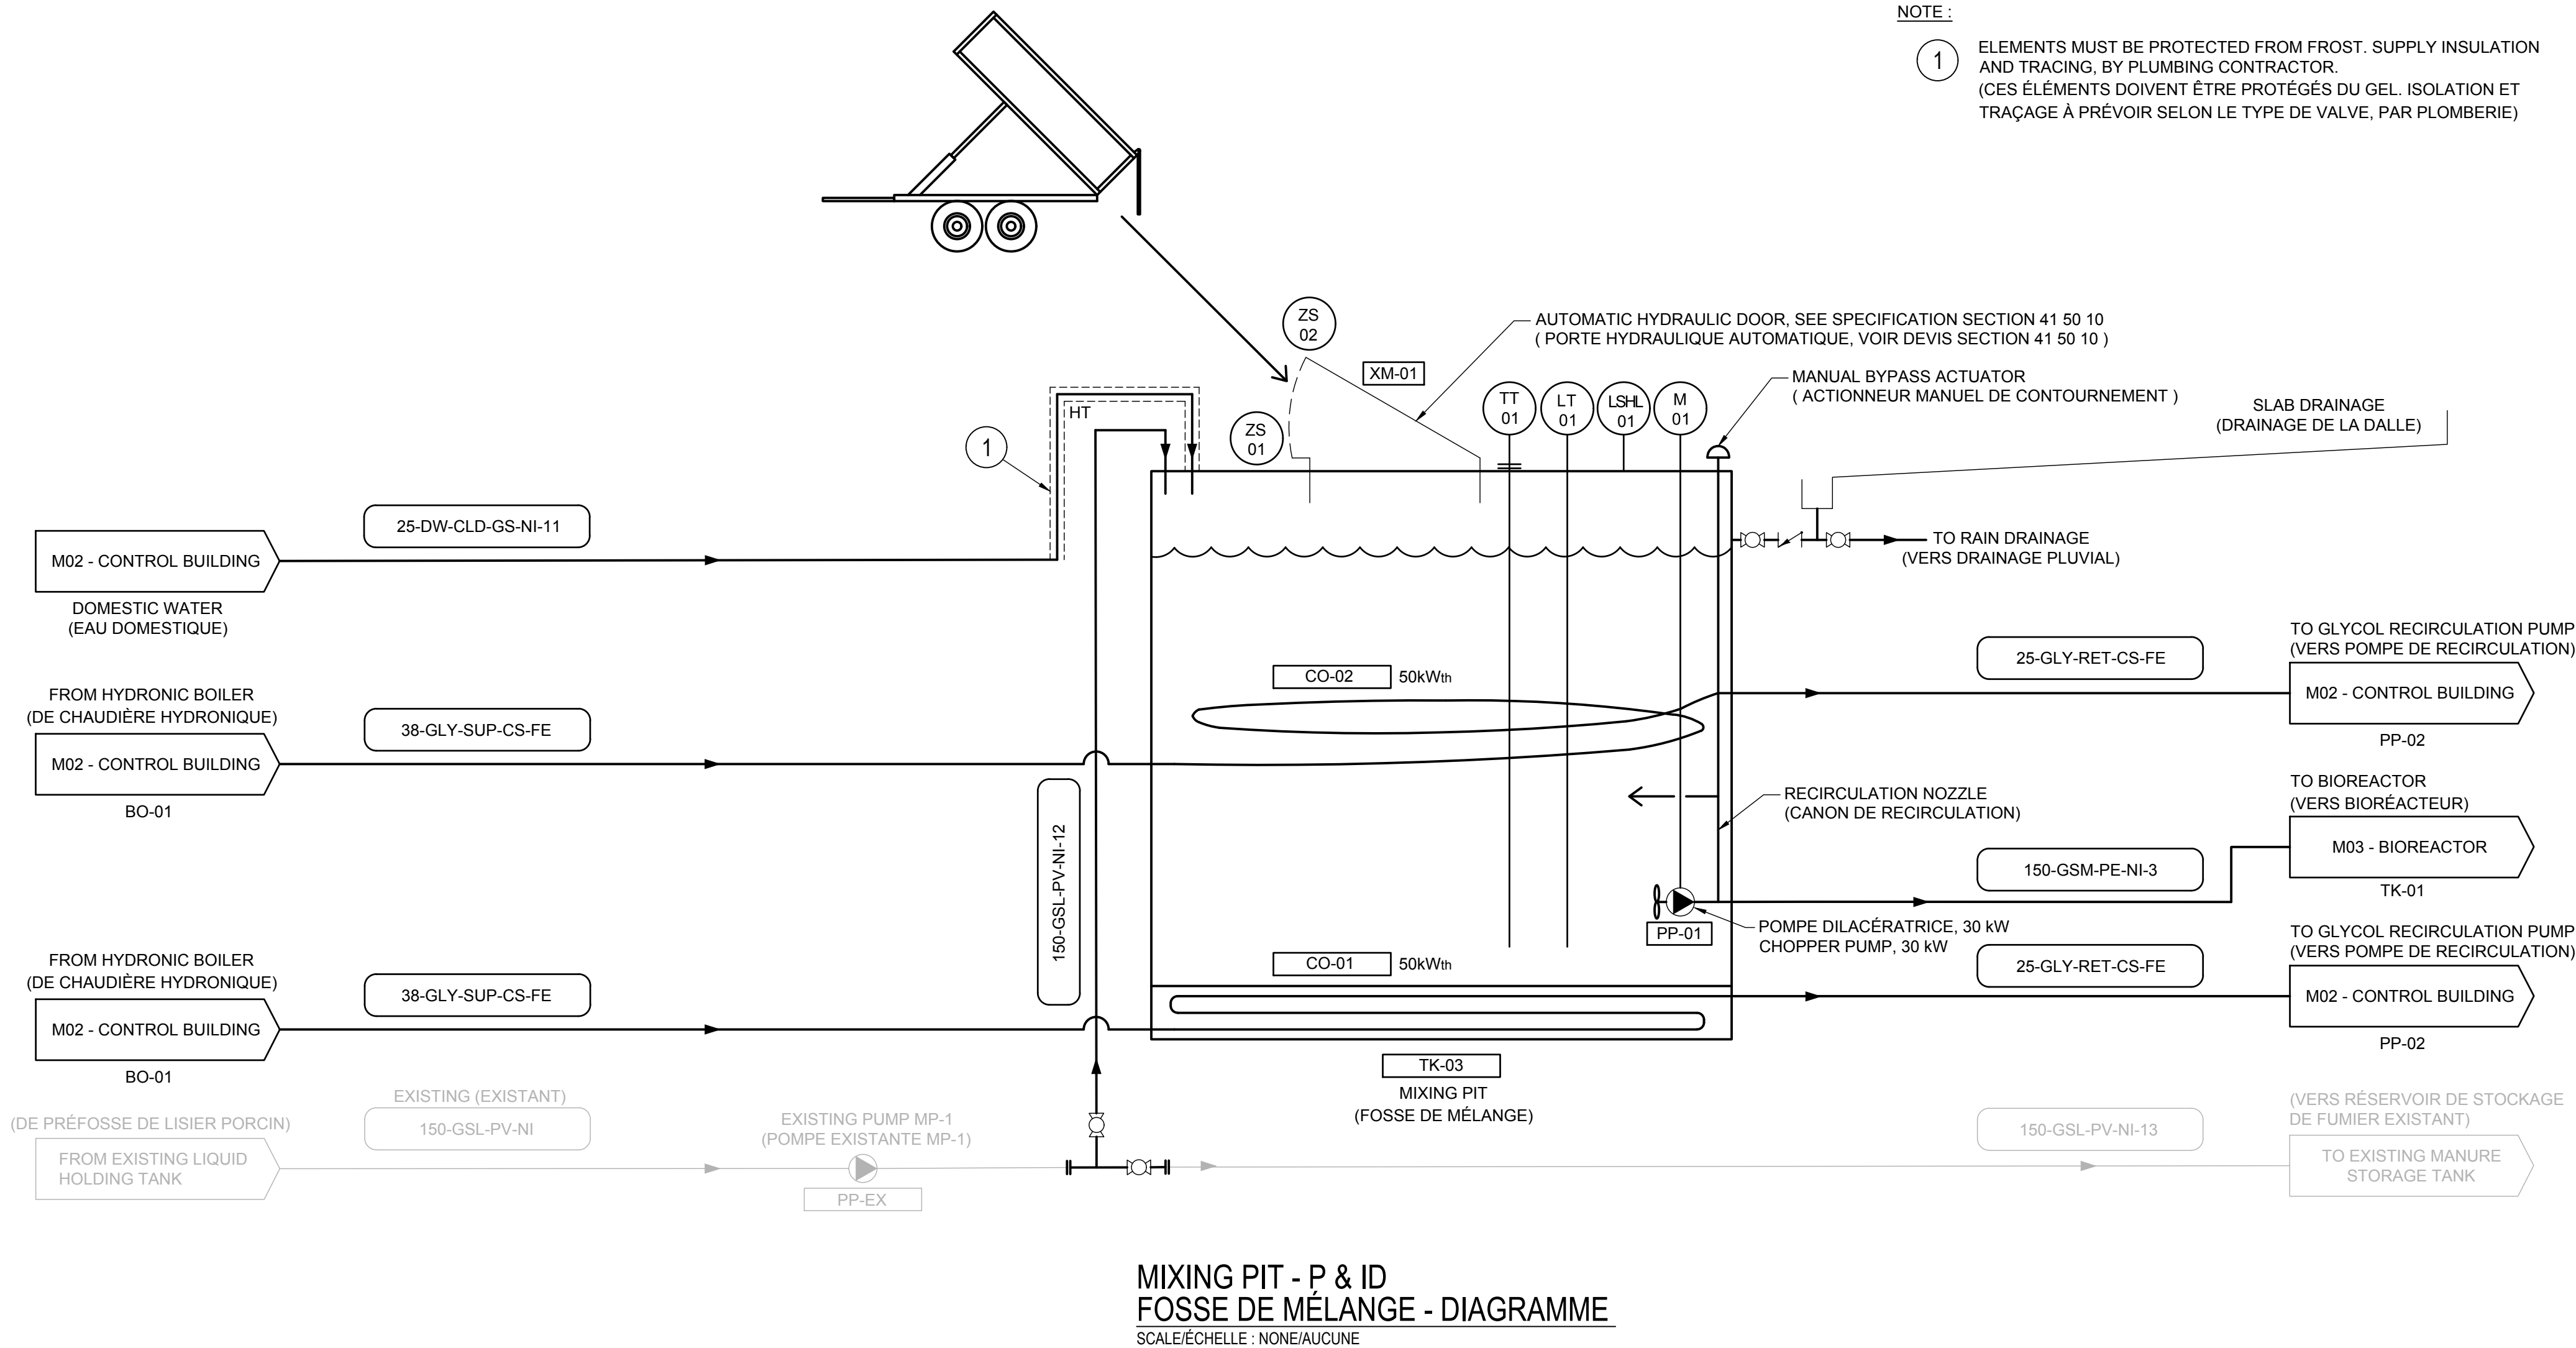 NOTE :
1
ELEMENTS MUST BE PROTECTED FROM FROST. SUPPLY INSULATION
AND TRACING, BY PLUMBING CONTRACTOR.
(CES ÉLÉMENTS DOIVENT ÊTRE PROTÉGÉS DU GEL. ISOLATION ET
TRAÇAGE À PRÉVOIR SELON LE TYPE DE VALVE, PAR PLOMBERIE)
ZS
02
AUTOMATIC HYDRAULIC DOOR, SEE SPECIFICATION SECTION 41 50 10
( PORTE HYDRAULIQUE AUTOMATIQUE, VOIR DEVIS SECTION 41 50 10 )
XM-01
MANUAL BYPASS ACTUATOR
( ACTIONNEUR MANUEL DE CONTOURNEMENT )
TT
01
LT
01
LSHL
01
M
01
HT
ZS
01
1
SLAB DRAINAGE
(DRAINAGE DE LA DALLE)
25-DW-CLD-GS-NI-11
M02 - CONTROL BUILDING
DOMESTIC WATER
(EAU DOMESTIQUE)
TO RAIN DRAINAGE
(VERS DRAINAGE PLUVIAL)
TO GLYCOL RECIRCULATION PUMP
(VERS POMPE DE RECIRCULATION)
25-GLY-RET-CS-FE
M02 - CONTROL BUILDING
PP-02
CO-02
50kWth
FROM HYDRONIC BOILER
(DE CHAUDIÈRE HYDRONIQUE)
38-GLY-SUP-CS-FE
M02 - CONTROL BUILDING
BO-01
150-GSL-PV-NI-12
RECIRCULATION NOZZLE
(CANON DE RECIRCULATION)
TO BIOREACTOR
(VERS BIORÉACTEUR)
M03 - BIOREACTOR
TK-01
150-GSM-PE-NI-3
PP-01
POMPE DILACÉRATRICE, 30 kW
CHOPPER PUMP, 30 kW
TO GLYCOL RECIRCULATION PUMP
(VERS POMPE DE RECIRCULATION)
25-GLY-RET-CS-FE
M02 - CONTROL BUILDING
PP-02
CO-01
50kWth
FROM HYDRONIC BOILER
(DE CHAUDIÈRE HYDRONIQUE)
38-GLY-SUP-CS-FE
M02 - CONTROL BUILDING
BO-01
TK-03
MIXING PIT
(FOSSE DE MÉLANGE)
EXISTING (EXISTANT)
(DE PRÉFOSSE DE LISIER PORCIN)
150-GSL-PV-NI
FROM EXISTING LIQUID
HOLDING TANK
EXISTING PUMP MP-1
(POMPE EXISTANTE MP-1)
PP-EX
150-GSL-PV-NI-13
(VERS RÉSERVOIR DE STOCKAGE
DE FUMIER EXISTANT)
TO EXISTING MANURE
STORAGE TANK
MIXING PIT - P & ID
FOSSE DE MÉLANGE - DIAGRAMME
SCALE/ÉCHELLE : NONE/AUCUNE